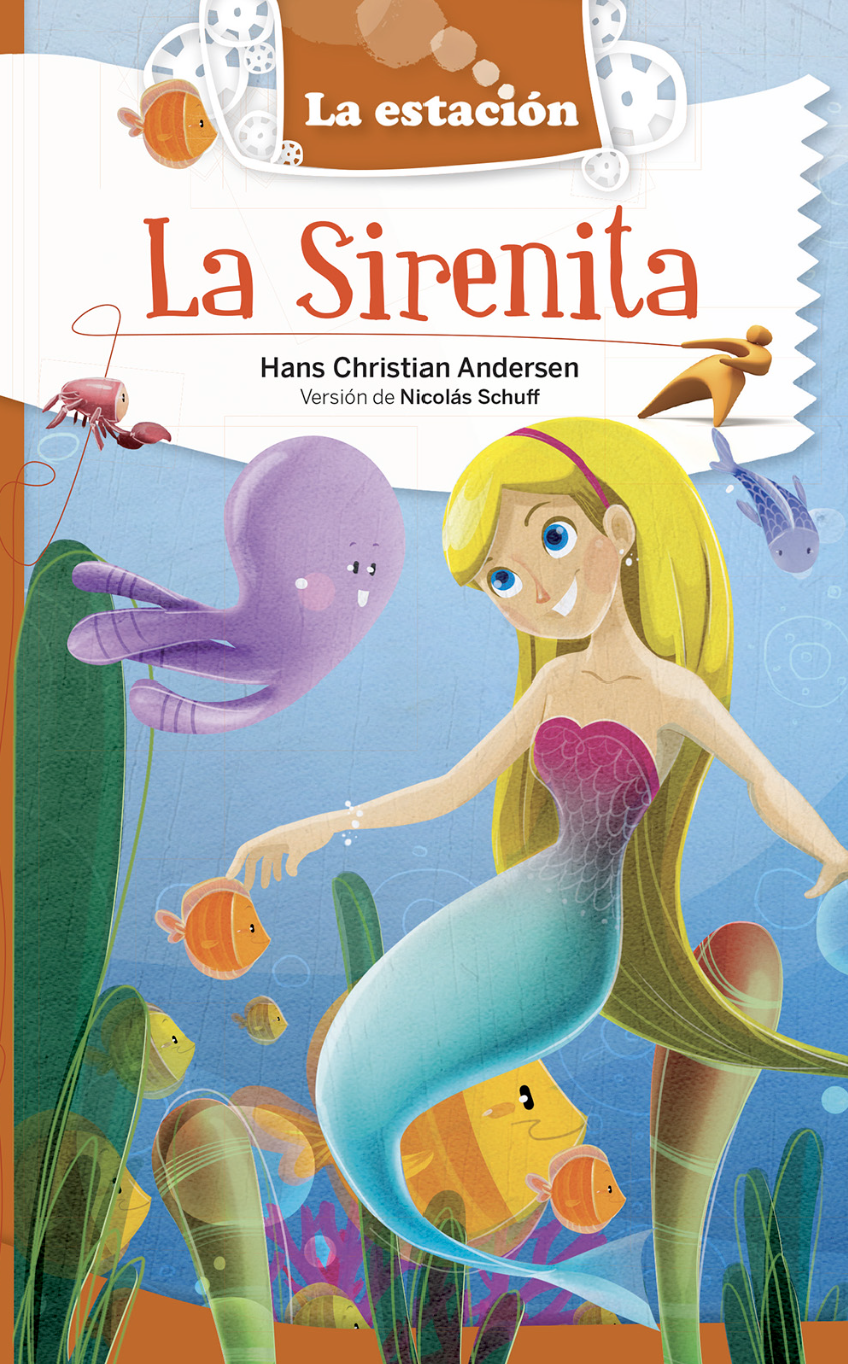 La estación
La Sirenita
Hans Christian Andersen
Versión de Nicolás Schuff